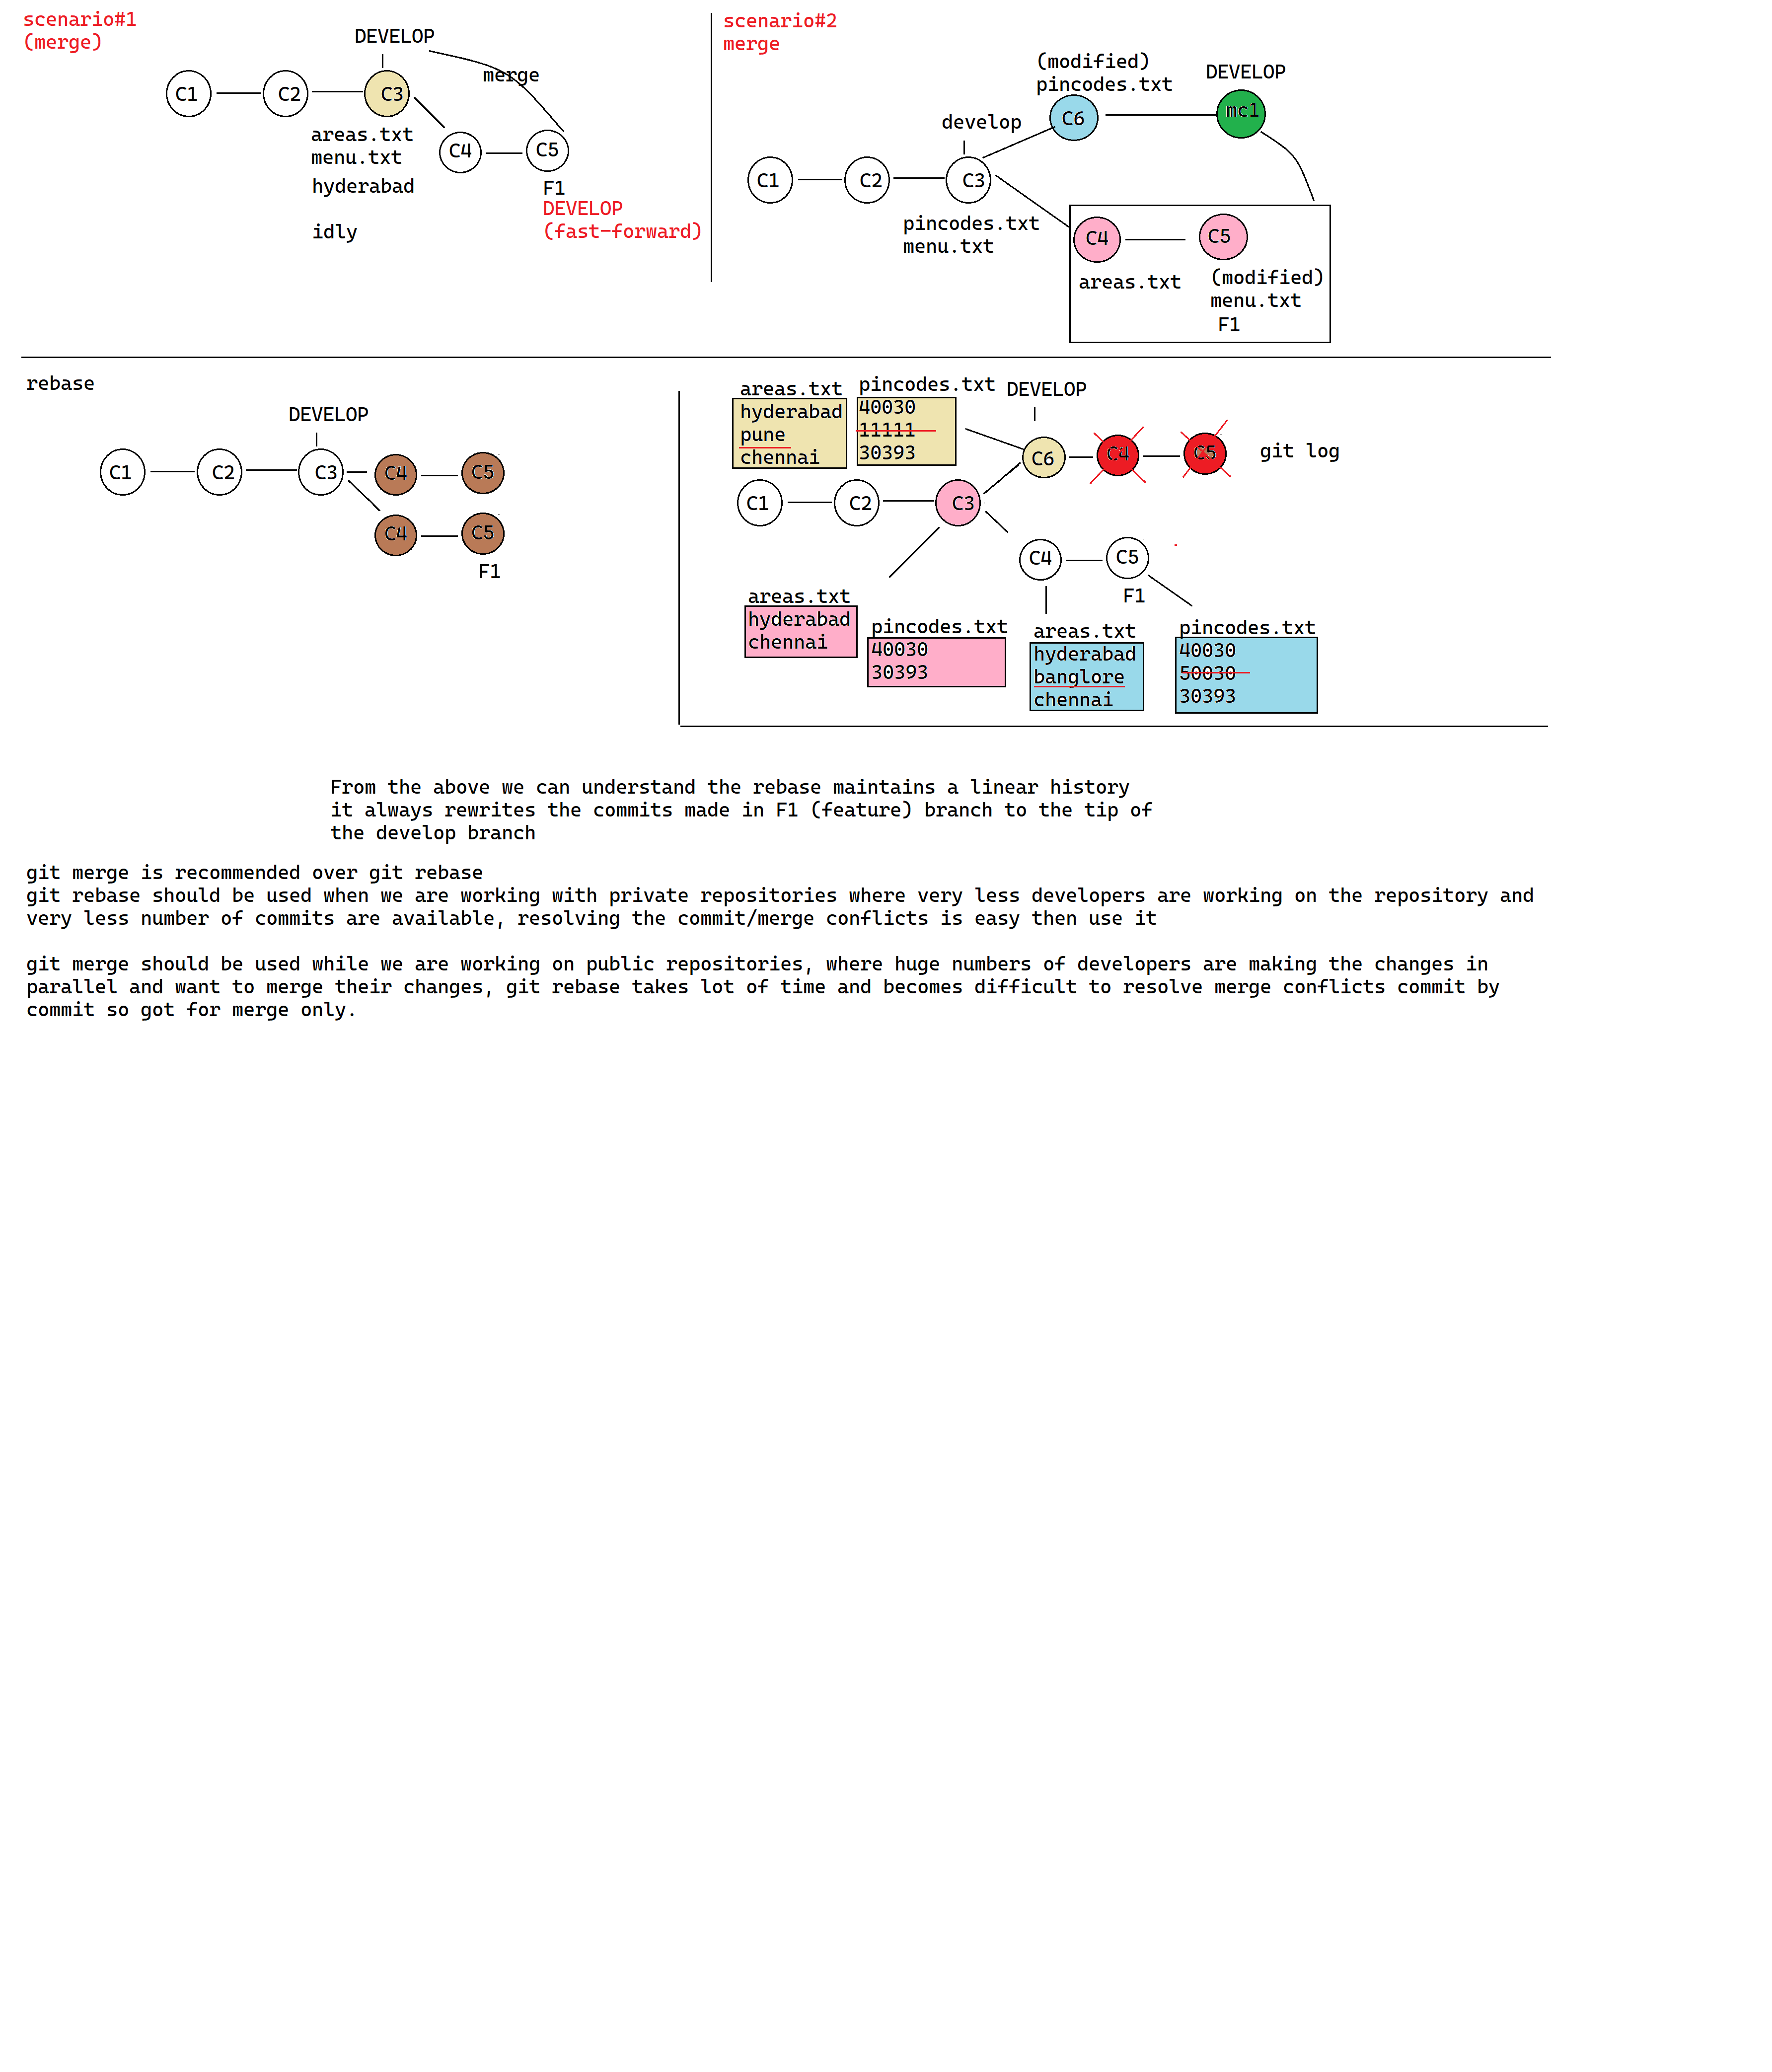 scenario#1
(merge)
DEVELOP
merge
C1
C2
C3
areas.txt
menu.txt
hyderabad
idly
C4
C5
F1
DEVELOP
(fast-forward)
scenario#2
merge
(modified)
pincodes.txt
DEVELOP
C6
mc1
develop
C1
C2
C3
pincodes.txt
menu.txt
C4
C5
areas.txt
(modified)
menu.txt
F1
rebase
DEVELOP
C1
C2
C3
C4
C5
C4
C5
F1
areas.txt
hyderabad
pune
chennai
pincodes.txt
40030
11111
30393
DEVELOP
C6
C4
C5
git log
C1
C2
C3
C4
C5
F1
areas.txt
hyderabad
chennai
pincodes.txt
40030
30393
areas.txt
hyderabad
banglore
chennai
pincodes.txt
40030
50030
30393
From the above we can understand the rebase maintains a linear history
it always rewrites the commits made in F1 (feature) branch to the tip of
the develop branch
git merge is recommended over git rebase
git rebase should be used when we are working with private repositories where very less developers are working on the repository and
very less number of commits are available, resolving the commit/merge conflicts is easy then use it
git merge should be used while we are working on public repositories, where huge numbers of developers are making the changes in
parallel and want to merge their changes, git rebase takes lot of time and becomes difficult to resolve merge conflicts commit by
commit so got for merge only.